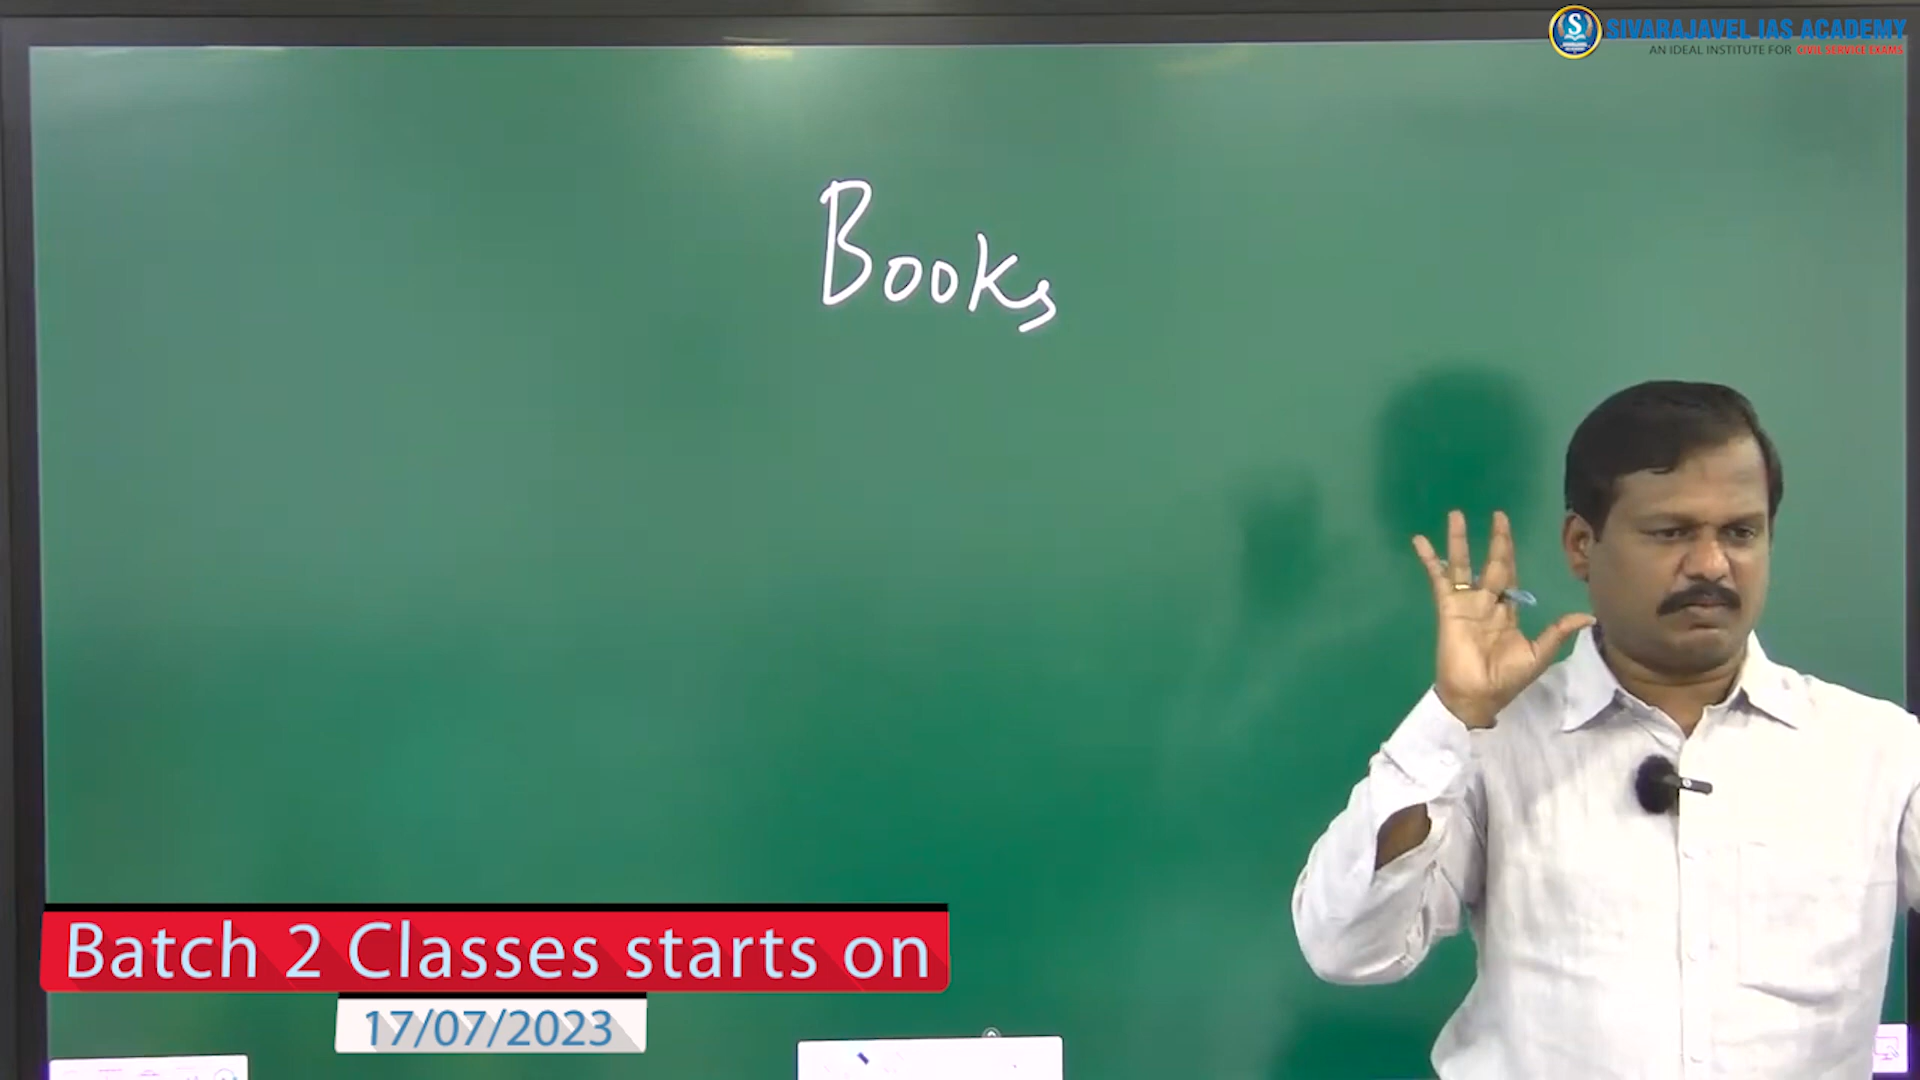 SIVARAJAVEL IAS ACADEMY
AN IDEAL INSTITUTE FOR CIVIL SERVICE EXAMS
Books
Batch 2 Classes starts on
17/07/2023